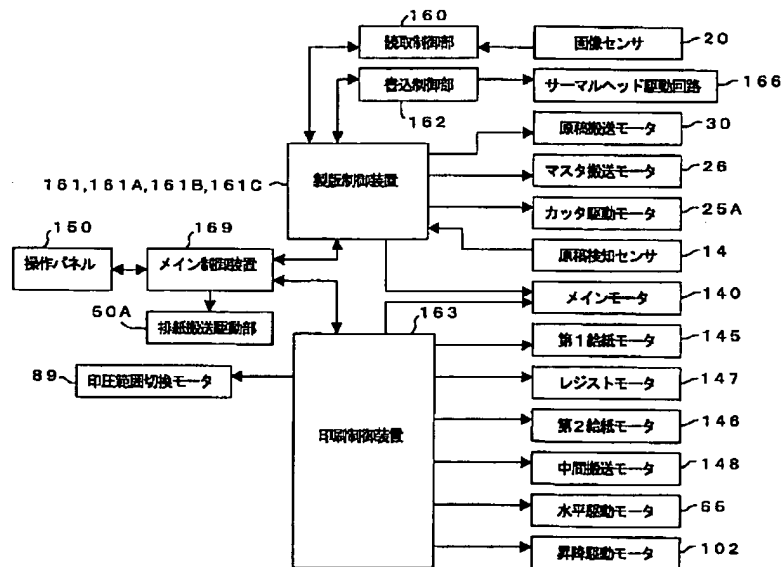 160
読取制御部
画像センサ
20
書込制御部
162
サーマルヘッド駆動回路
166
原稿搬送モータ
30
161,161A,161B,161C
製版制御装置
マスタ搬送モータ
26
カッタ駆動モータ
25A
150
操作パネル
169
メイン制御装置
原稿検知センサ
14
メインモータ
140
50A
排紙搬送駆動部
163
第1給紙モータ
145
89
印圧範囲切換モータ
レジストモータ
147
印刷制御装置
第2給紙モータ
146
中間搬送モータ
148
水平駆動モータ
66
昇降駆動モータ
102